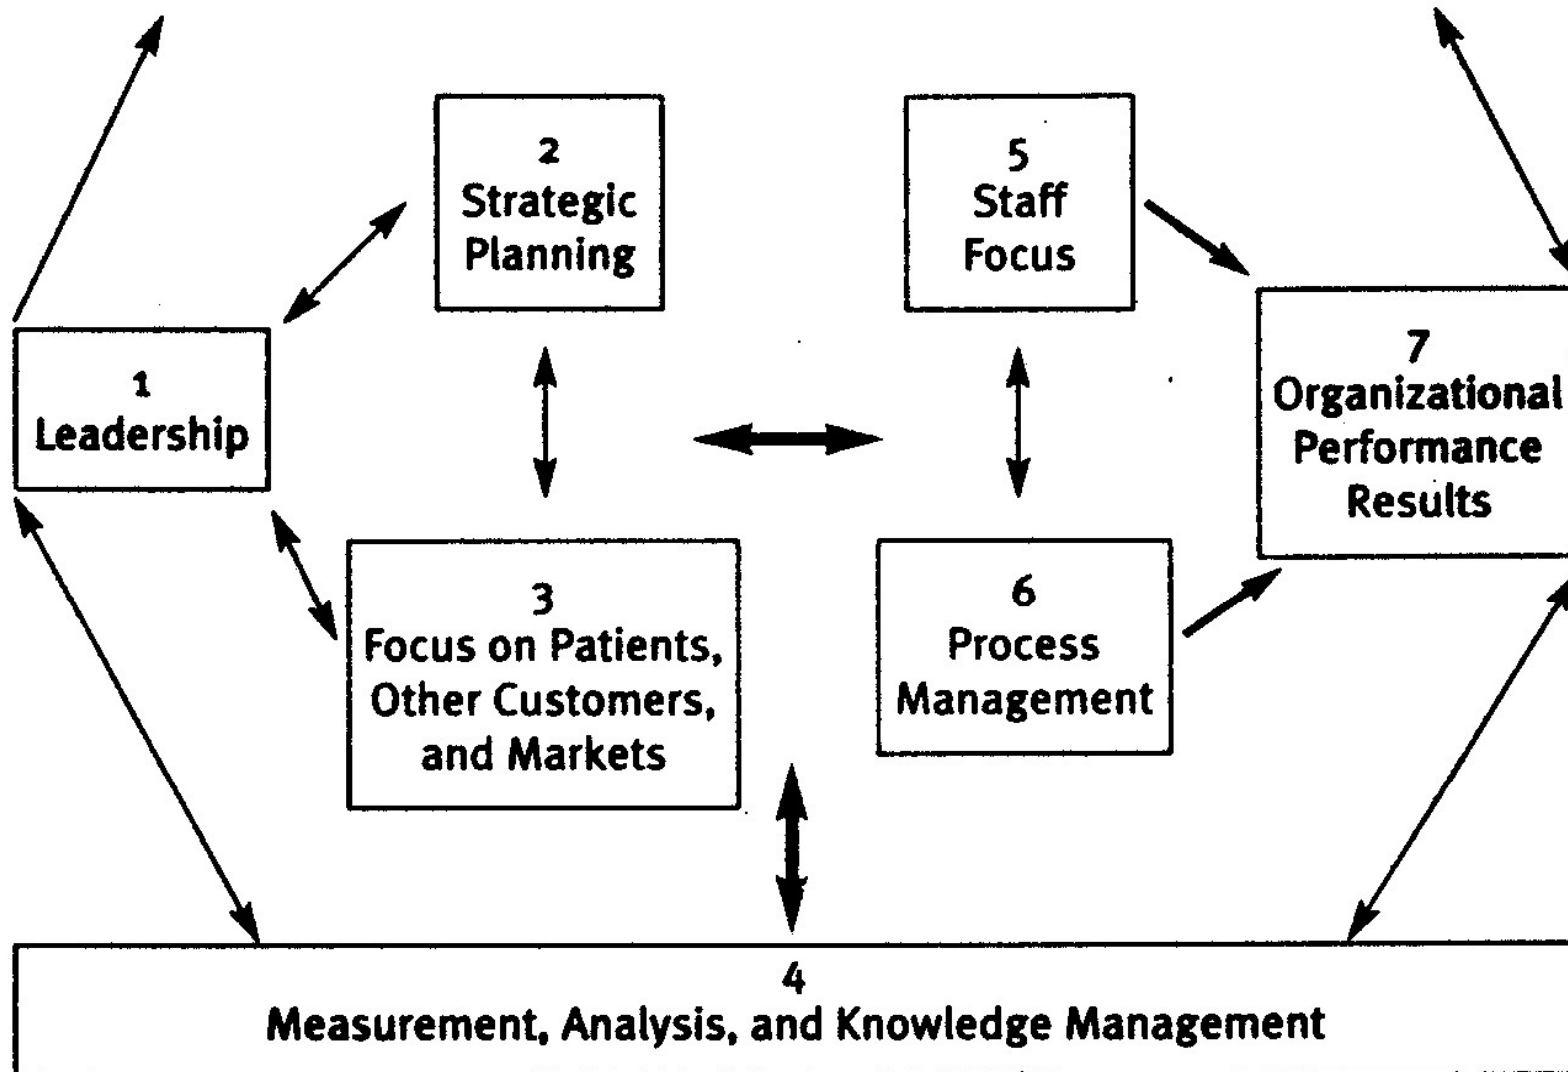 2
Strategic
Planning
5
Staff
Focus
1
Leadership
7
Organizational
Performance
Results
3
Focus on Patients,
Other Customers,
and Markets
6
Process
Management
4
Measurement, Analysis, and Knowledge Management